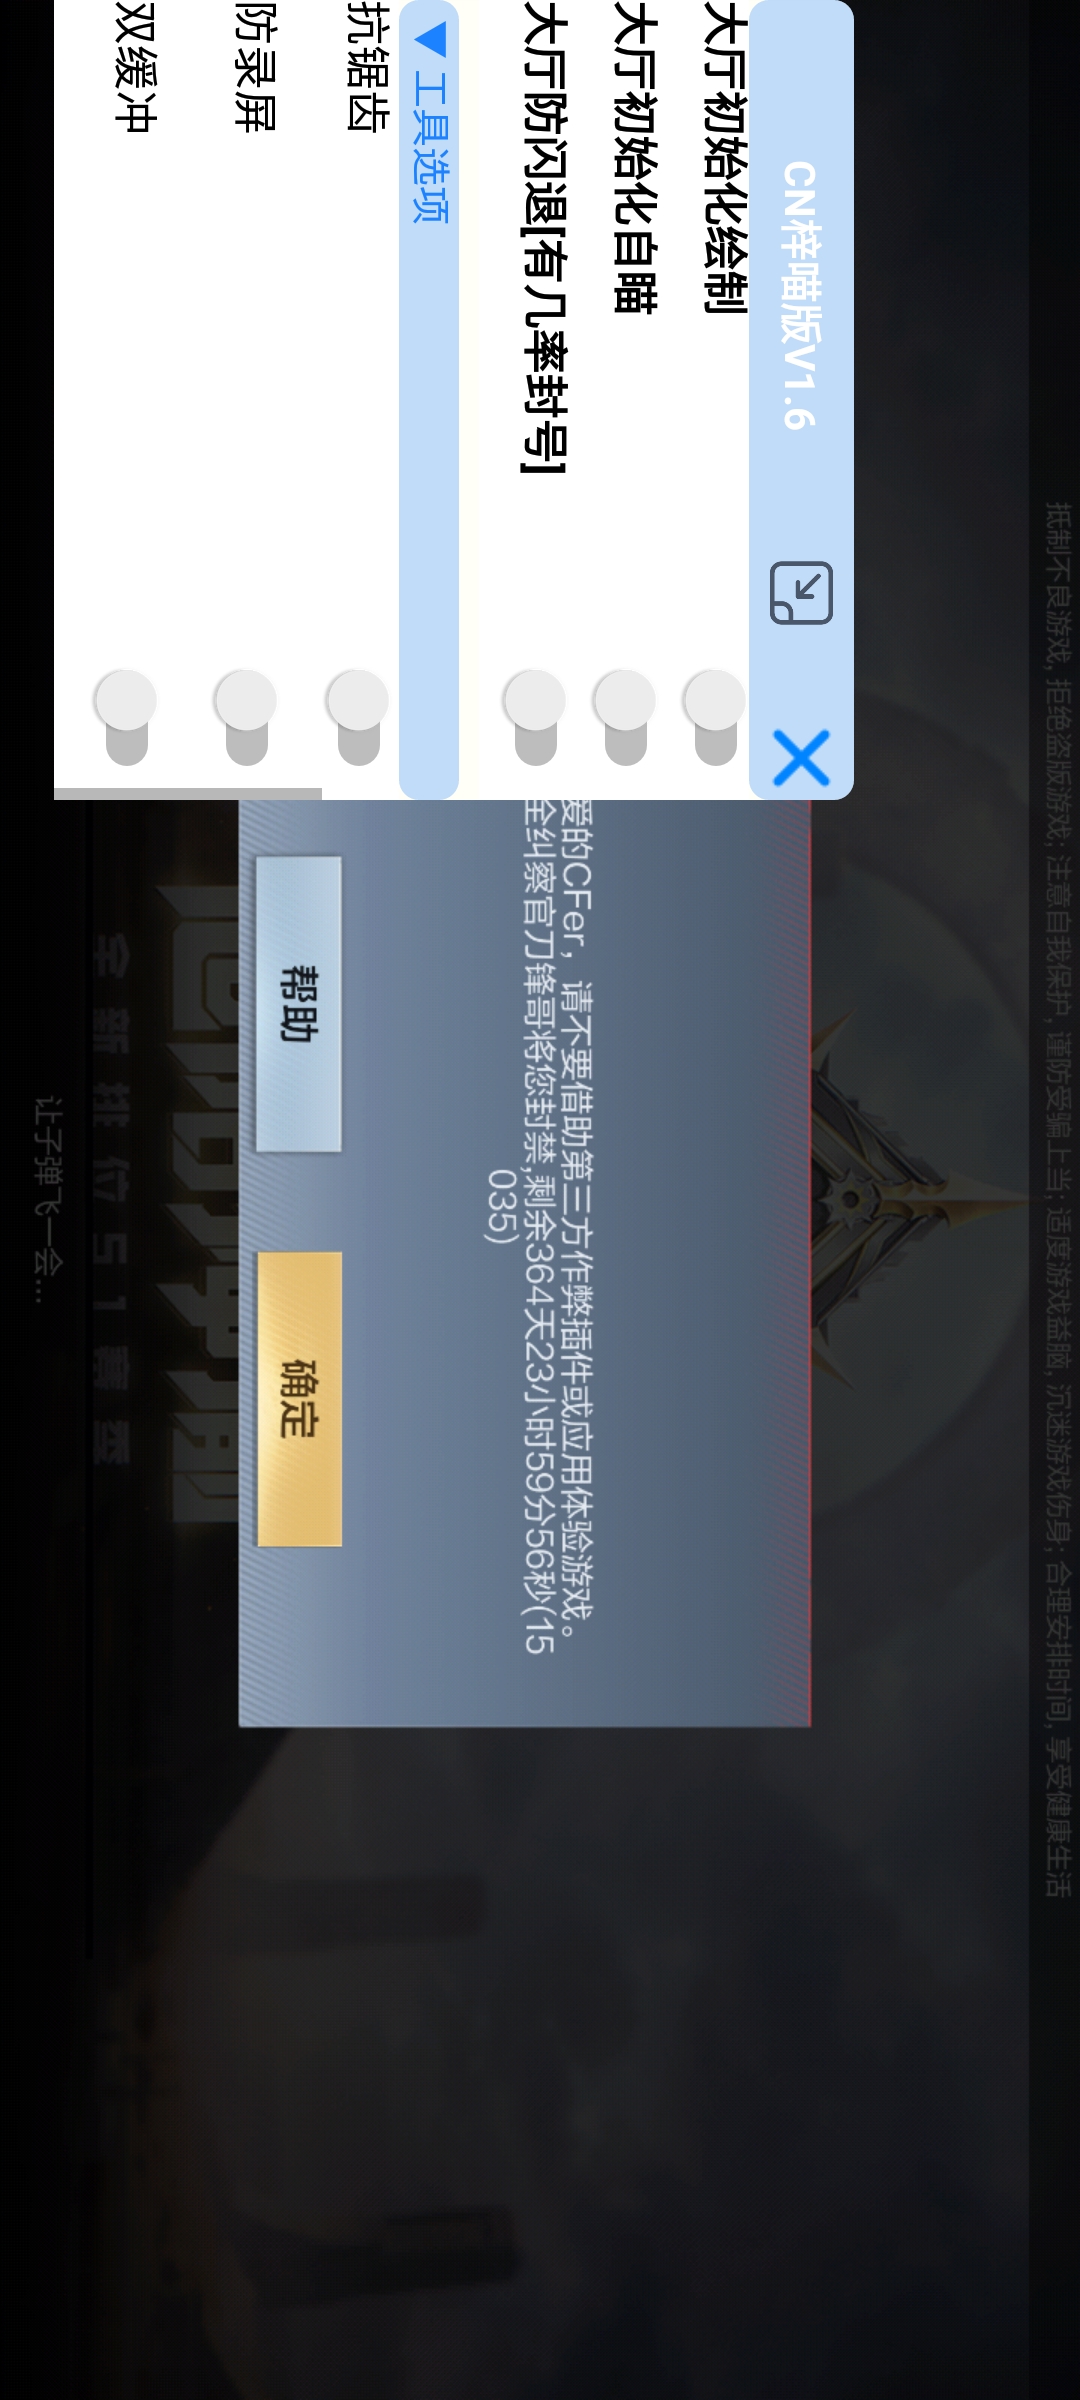 抵制不良游戏, 拒绝盗版游戏; 注意自我保护, 谨防受骗上当; 适度游戏益脑, 沉迷游戏伤身; 合理安排时间, 享受健康生活
CN梓喵版V1.6
大厅初始化绘制
大厅初始化自瞄
大厅防闪退[有几率封号]
▼ 工具选项
抗锯齿
防录屏
双缓冲
爱的CFer，请不要借助第三方作弊插件或应用体验游戏。
全纠察官刀锋哥将您封禁,剩余364天23小时59分56秒(15
035)
帮助
确定
全新排位S1赛季
让子弹飞一会...